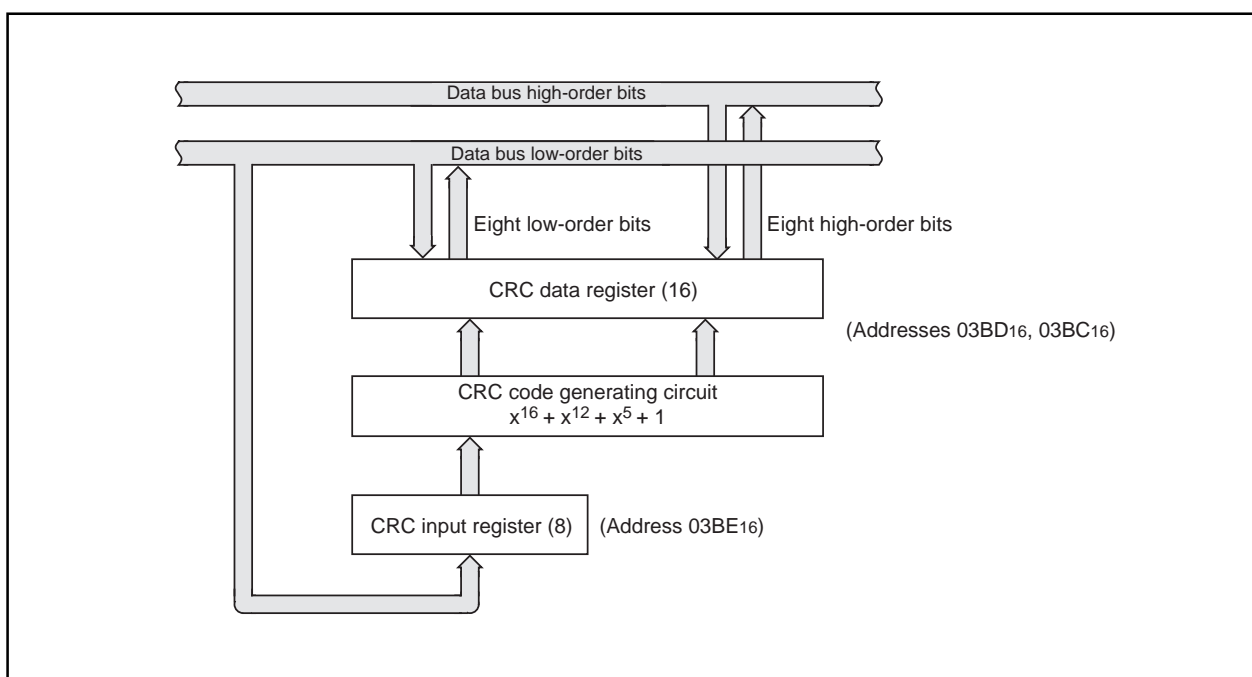 Data bus high-order bits
Data bus low-order bits
Eight low-order bits
Eight high-order bits
CRC data register (16)
(Addresses 03BD16, 03BC16)
CRC code generating circuit
x16 + x12 + x5 + 1
CRC input register (8)
(Address 03BE16)